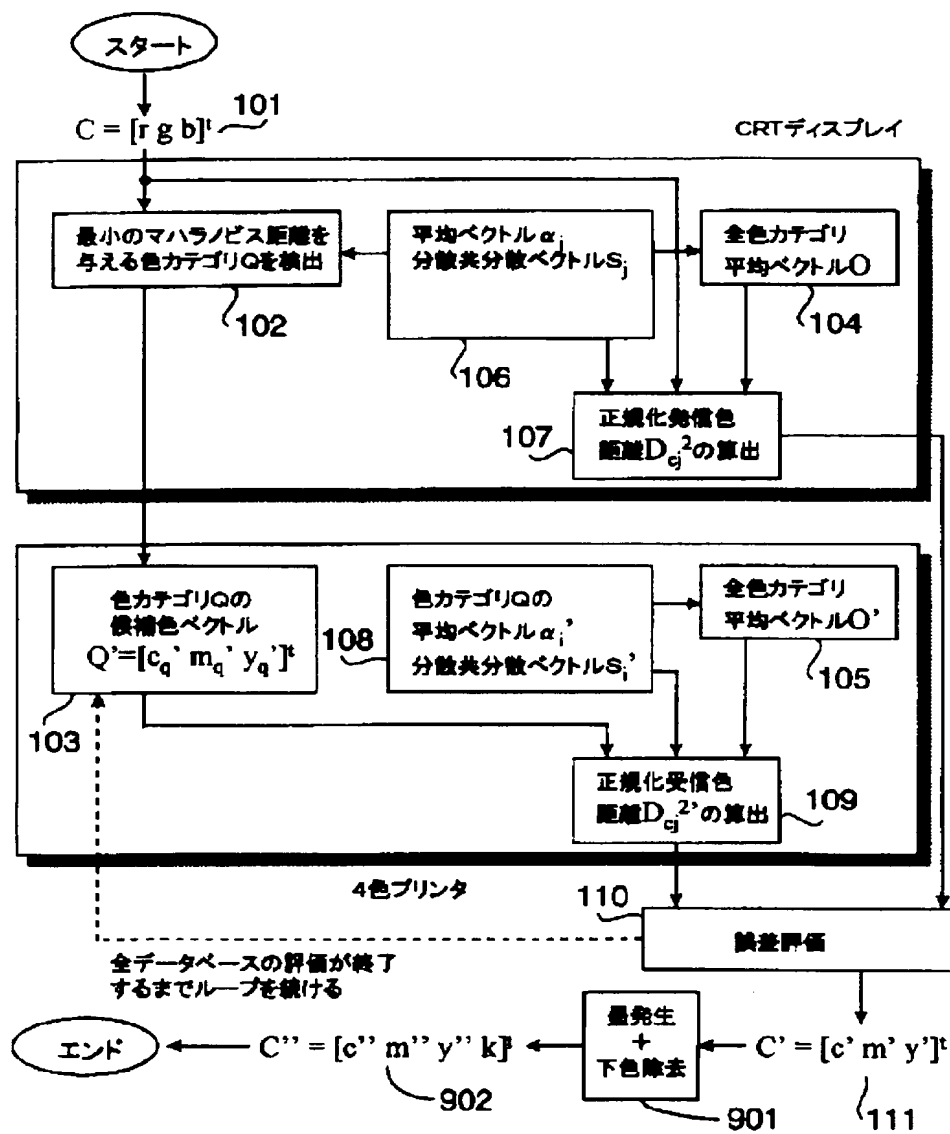 スタート
C = [r g b]ᵗ
101
CRTディスプレイ
最小のマハラノビス距離を
与える色カテゴリQを検出
102
平均ベクトルαj
分散共分散ベクトルSj
106
全色カテゴリ
平均ベクトルO
104
107
正規化発信色
距離Dcj²の算出
色カテゴリQの
候補色ベクトル
Q'=[cq' mq' yq']ᵗ
103
108
色カテゴリQの
平均ベクトルαi'
分散共分散ベクトルSi'
全色カテゴリ
平均ベクトルO'
105
正規化受信色
距離Dcj²'の算出
109
4色プリンタ
110
誤差評価
全データベースの評価が終了
するまでループを続ける
エンド
C'' = [c'' m'' y'' k]ᵗ
902
墨発生
+
下色除去
901
C' = [c' m' y']ᵗ
111